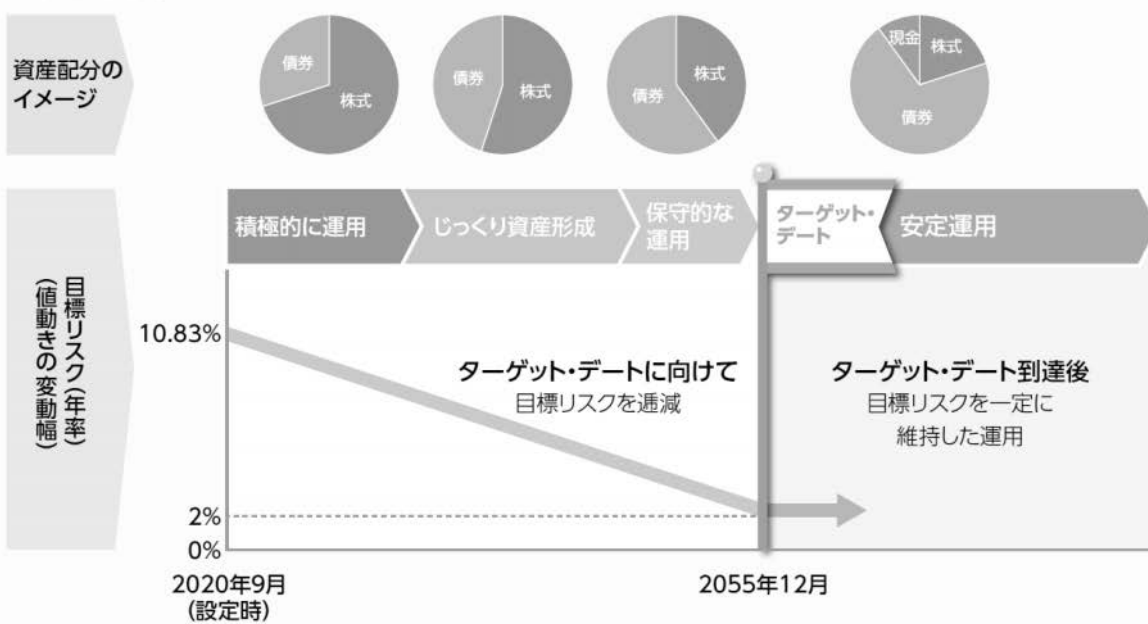 資産配分の
イメージ
債券
株式
債券
株式
債券
株式
現金
株式
債券
積極的に運用
じっくり資産形成
保守的な
運用
ターゲット・
デート
安定運用
目標リスク(年率)
(値動きの変動幅)
10.83%
ターゲット・デートに向けて
目標リスクを逓減
ターゲット・デート到達後
目標リスクを一定に
維持した運用
2%
0%
2020年9月
(設定時)
2055年12月